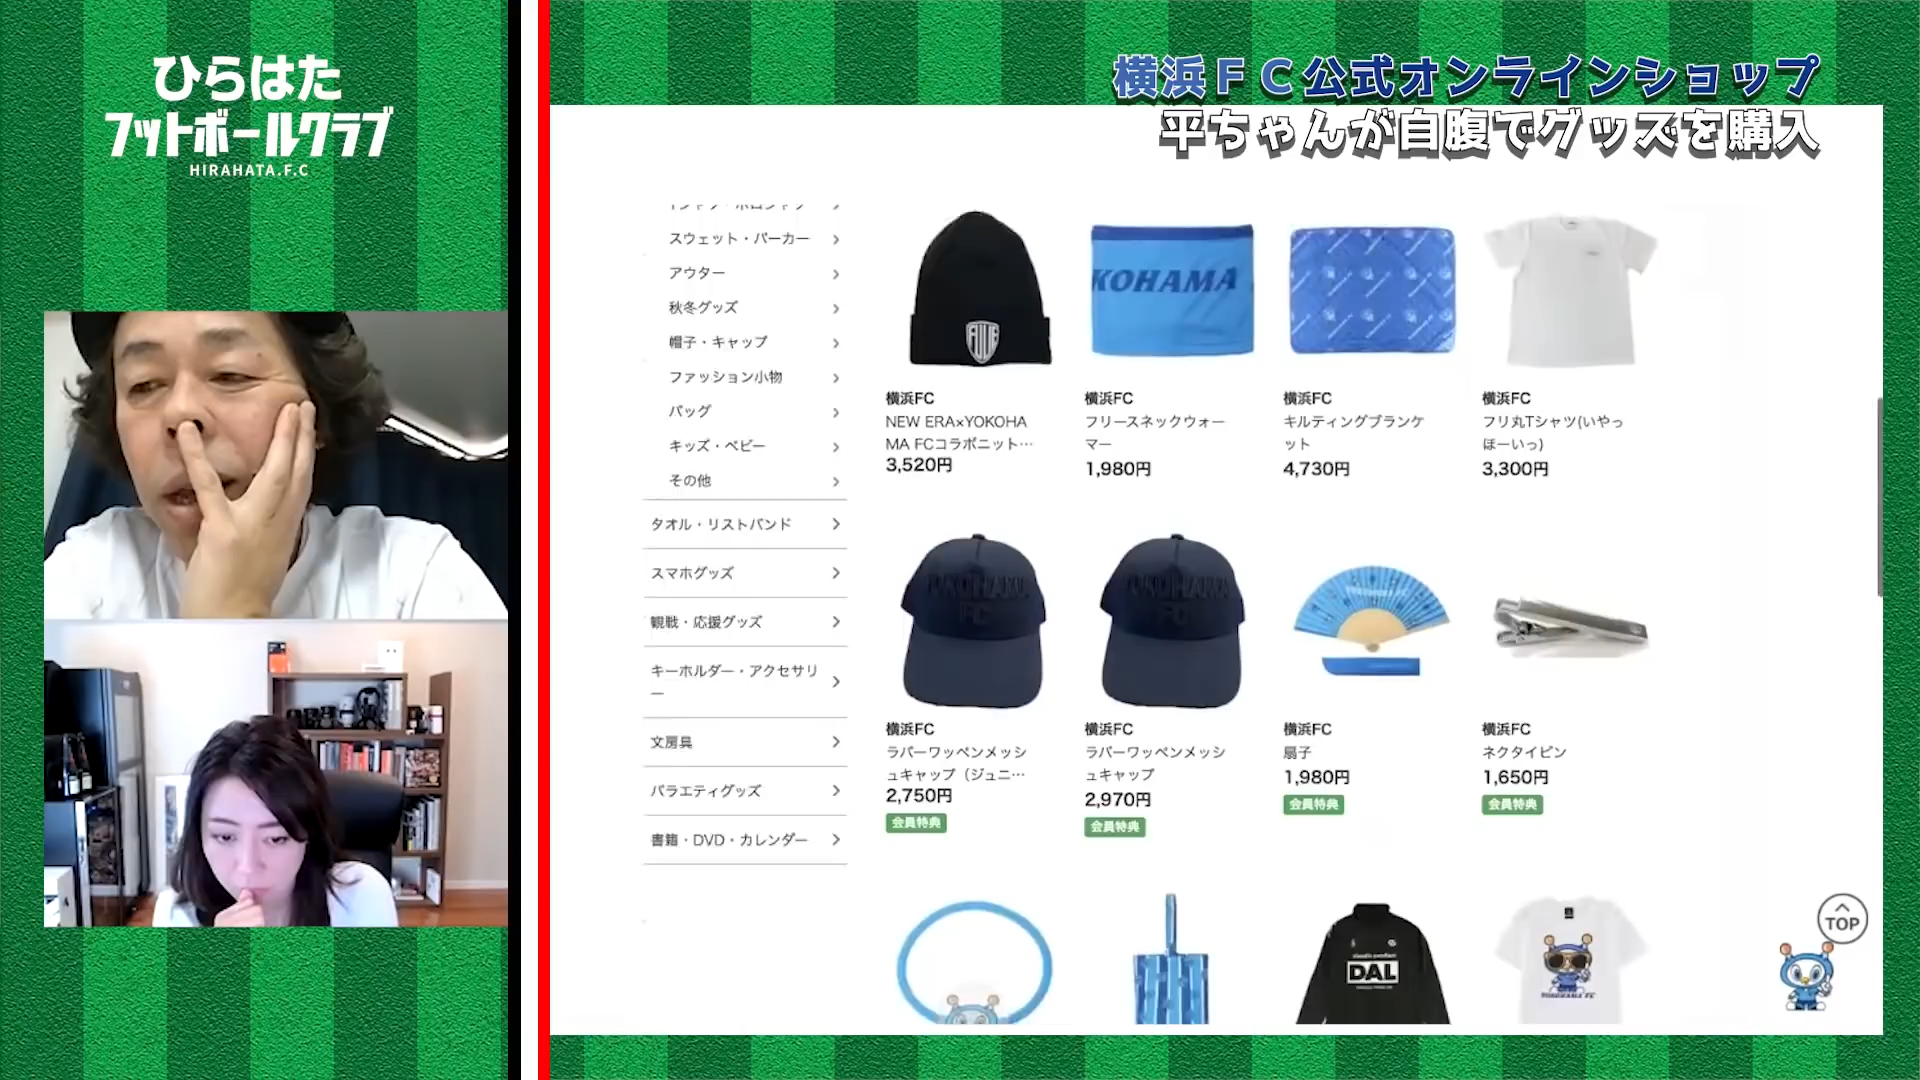 ひらはた
フットボールクラブ
HIRAHATA.F.C
横浜ＦＣ公式オンラインショップ
平ちゃんが自腹でグッズを購入
スウェット・パーカー
アウター
秋冬グッズ
帽子・キャップ
ファッション小物
バッグ
キッズ・ベビー
その他
タオル・リストバンド
スマホグッズ
観戦・応援グッズ
キーホルダー・アクセサリ
ー
文房具
バラエティグッズ
書籍・DVD・カレンダー
KOHAMA
横浜FC
NEW ERA×YOKOHA
MA FCコラボニット…
3,520円
横浜FC
フリースネックウォー
マー
1,980円
横浜FC
キルティングブランケ
ット
4,730円
横浜FC
フリ丸Tシャツ(いやっ
ほーいっ)
3,300円
YOKOHAMA
FC
YOKOHAMA
FC
横浜FC
ラバーワッペンメッシ
ュキャップ（ジュニ…
2,750円
会員特典
横浜FC
ラバーワッペンメッシ
ュキャップ
2,970円
会員特典
横浜FC
扇子
1,980円
会員特典
横浜FC
ネクタイピン
1,650円
会員特典
DAL
YOKOHAMA FC
TOP